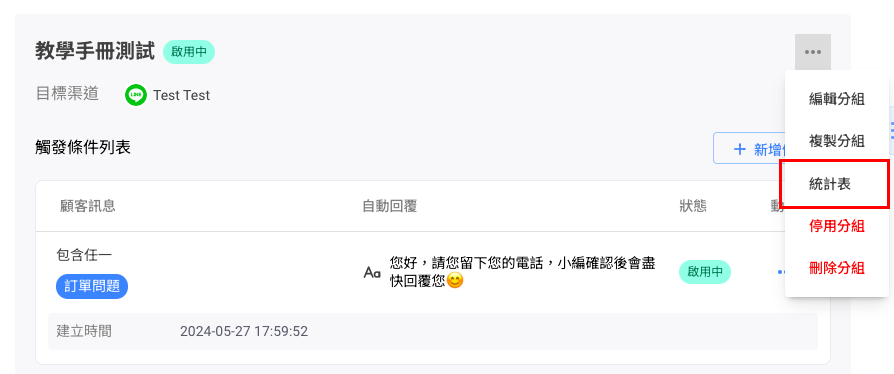 教學手冊測試 啟用中
目標渠道 LINE Test Test
編輯分組
觸發條件列表
複製分組
+ 新增
統計表
顧客訊息 自動回覆 狀態
停用分組
包含任一
訂單問題
Aa 您好，請您留下您的電話，小編確認後會盡
快回覆您😊
啟用中
刪除分組
建立時間 2024-05-27 17:59:52